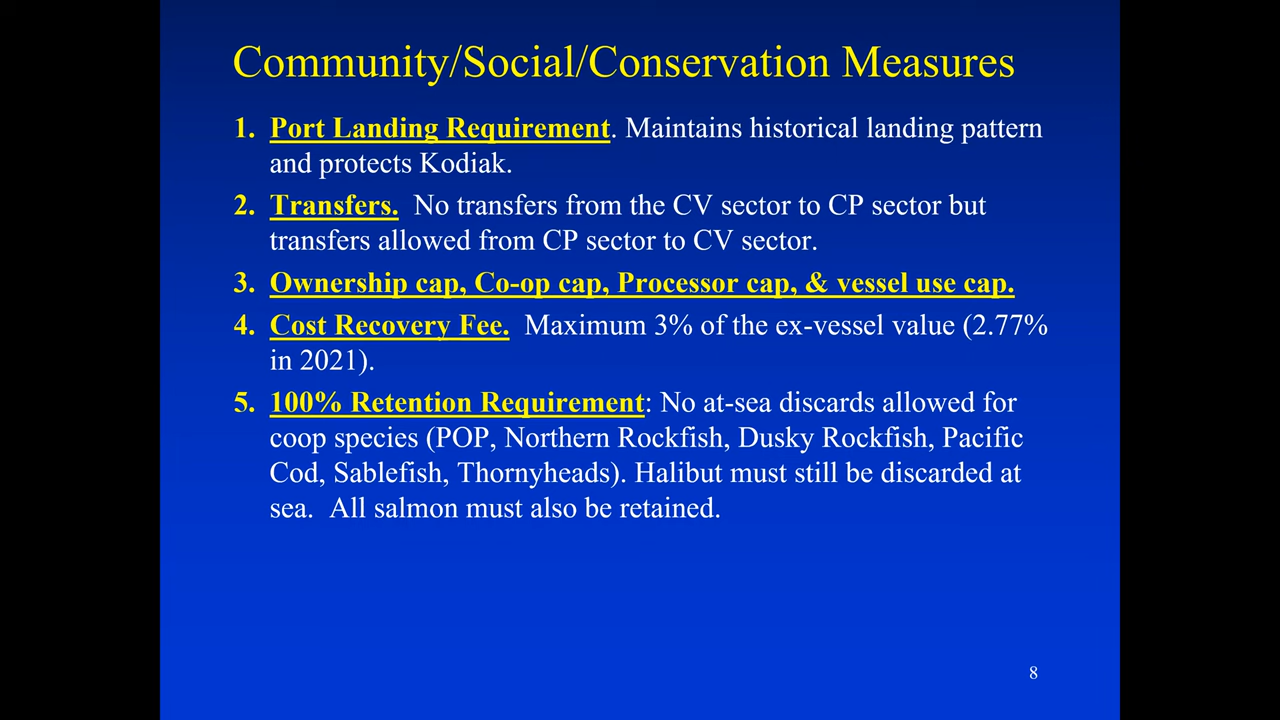 Community/Social/Conservation Measures
1. Port Landing Requirement. Maintains historical landing pattern
and protects Kodiak.
2. Transfers. No transfers from the CV sector to CP sector but
transfers allowed from CP sector to CV sector.
3. Ownership cap, Co-op cap, Processor cap, & vessel use cap.
4. Cost Recovery Fee. Maximum 3% of the ex-vessel value (2.77%
in 2021).
5. 100% Retention Requirement: No at-sea discards allowed for
coop species (POP, Northern Rockfish, Dusky Rockfish, Pacific
Cod, Sablefish, Thornyheads). Halibut must still be discarded at
sea. All salmon must also be retained.
8